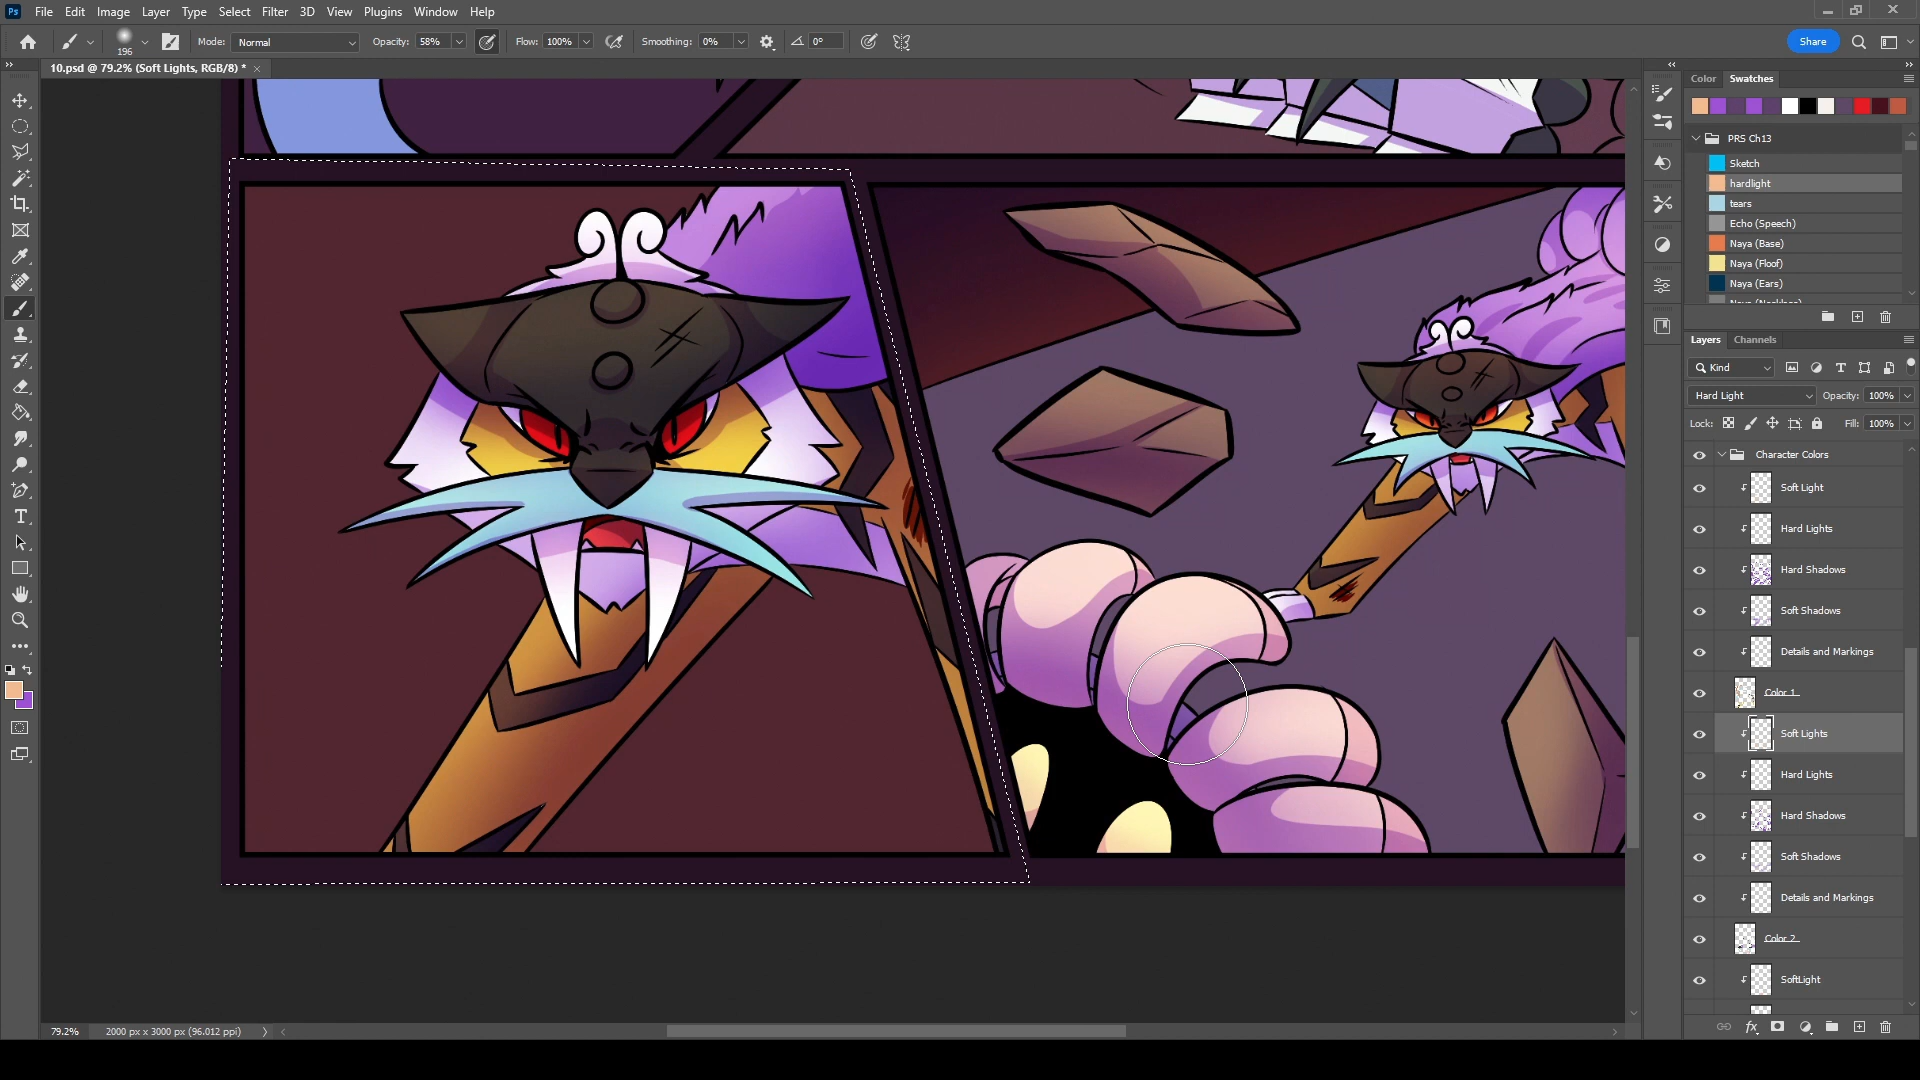 Ps File Edit Image Layer Type Select Filter 3D View Plugins Window Help
196 Mode: Normal Opacity: 58% Flow: 100% Smoothing: 0% 0° Share
10.psd @ 79.2% (Soft Lights, RGB/8) *
Color Swatches
PRS Ch13
Sketch
hardlight
tears
Echo (Speech)
Naya (Base)
Naya (Floof)
Naya (Ears)
Layers Channels
Kind
Hard Light Opacity: 100%
Lock: Fill: 100%
Character Colors
Soft Light
Hard Lights
Hard Shadows
Soft Shadows
Details and Markings
Color 1
Soft Lights
Hard Lights
Hard Shadows
Soft Shadows
Details and Markings
Color 2
SoftLight
79.2% 2000 px x 3000 px (96.012 ppi)